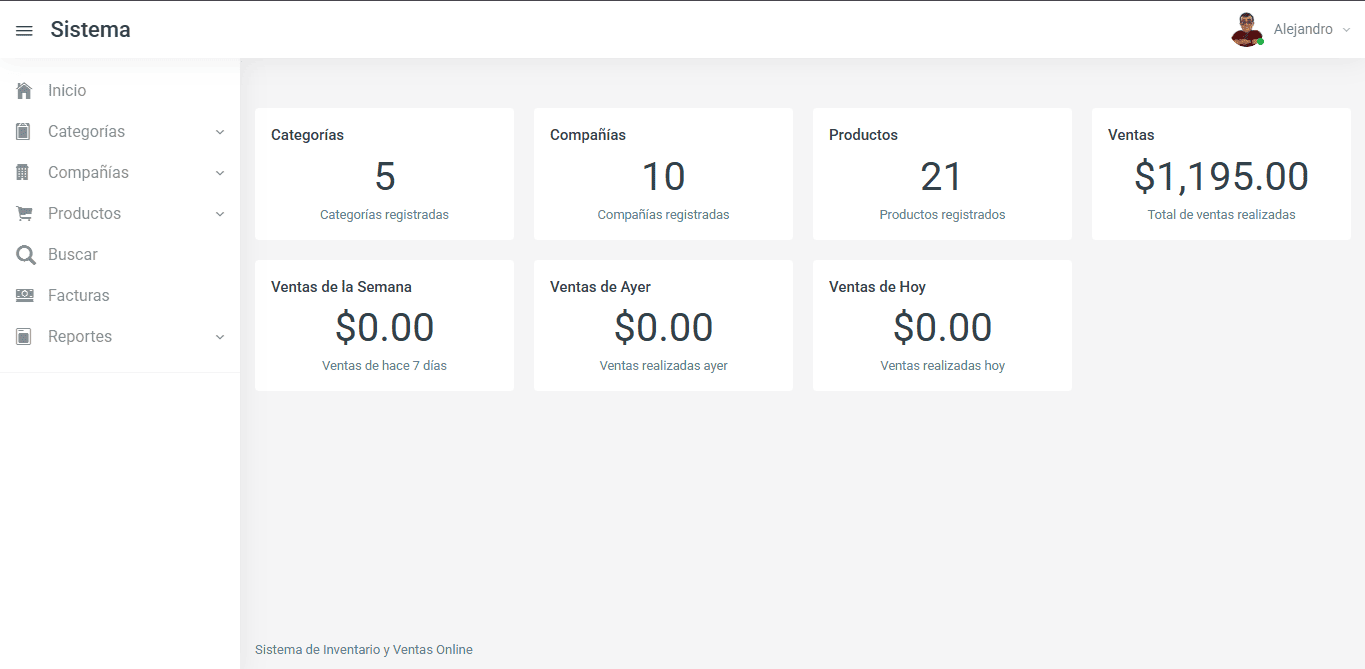 Sistema
Alejandro
Inicio
Categorías
Compañías
Productos
Buscar
Facturas
Reportes
Categorías
5
Categorías registradas
Compañías
10
Compañías registradas
Productos
21
Productos registrados
Ventas
$1,195.00
Total de ventas realizadas
Ventas de la Semana
$0.00
Ventas de hace 7 días
Ventas de Ayer
$0.00
Ventas realizadas ayer
Ventas de Hoy
$0.00
Ventas realizadas hoy
Sistema de Inventario y Ventas Online